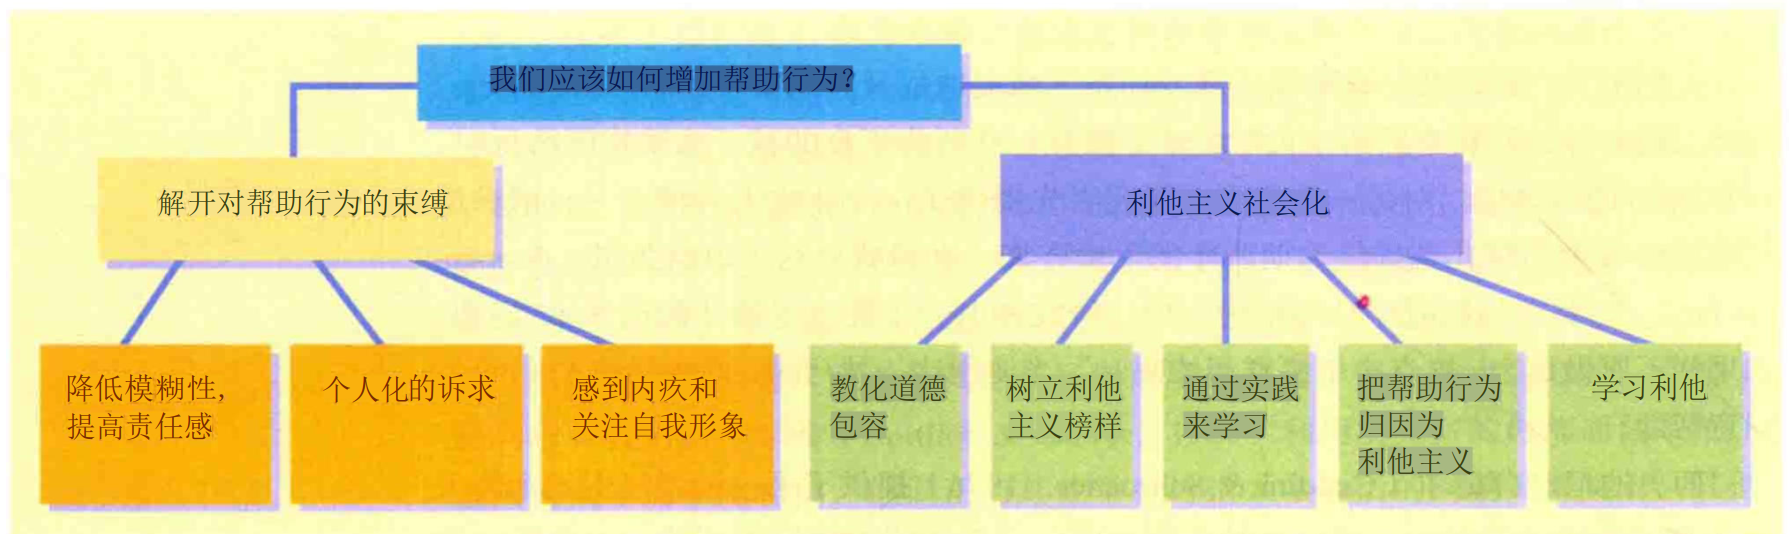 我们应该如何增加帮助行为？
解开对帮助行为的束缚
利他主义社会化
降低模糊性，
提高责任感
个人化的诉求
感到内疚和
关注自我形象
教化道德
包容
树立利他
主义榜样
通过实践
来学习
把帮助行为
归因为
利他主义
学习利他